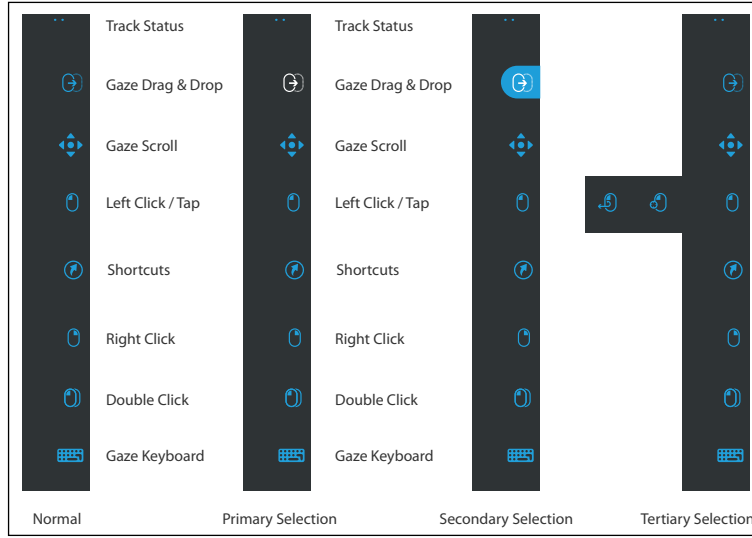 Track Status
Track Status
Gaze Drag & Drop
Gaze Drag & Drop
Gaze Scroll
Gaze Scroll
Left Click / Tap
Left Click / Tap
Shortcuts
Shortcuts
Right Click
Right Click
Double Click
Double Click
Gaze Keyboard
Gaze Keyboard
Normal
Primary Selection
Secondary Selection
Tertiary Selection